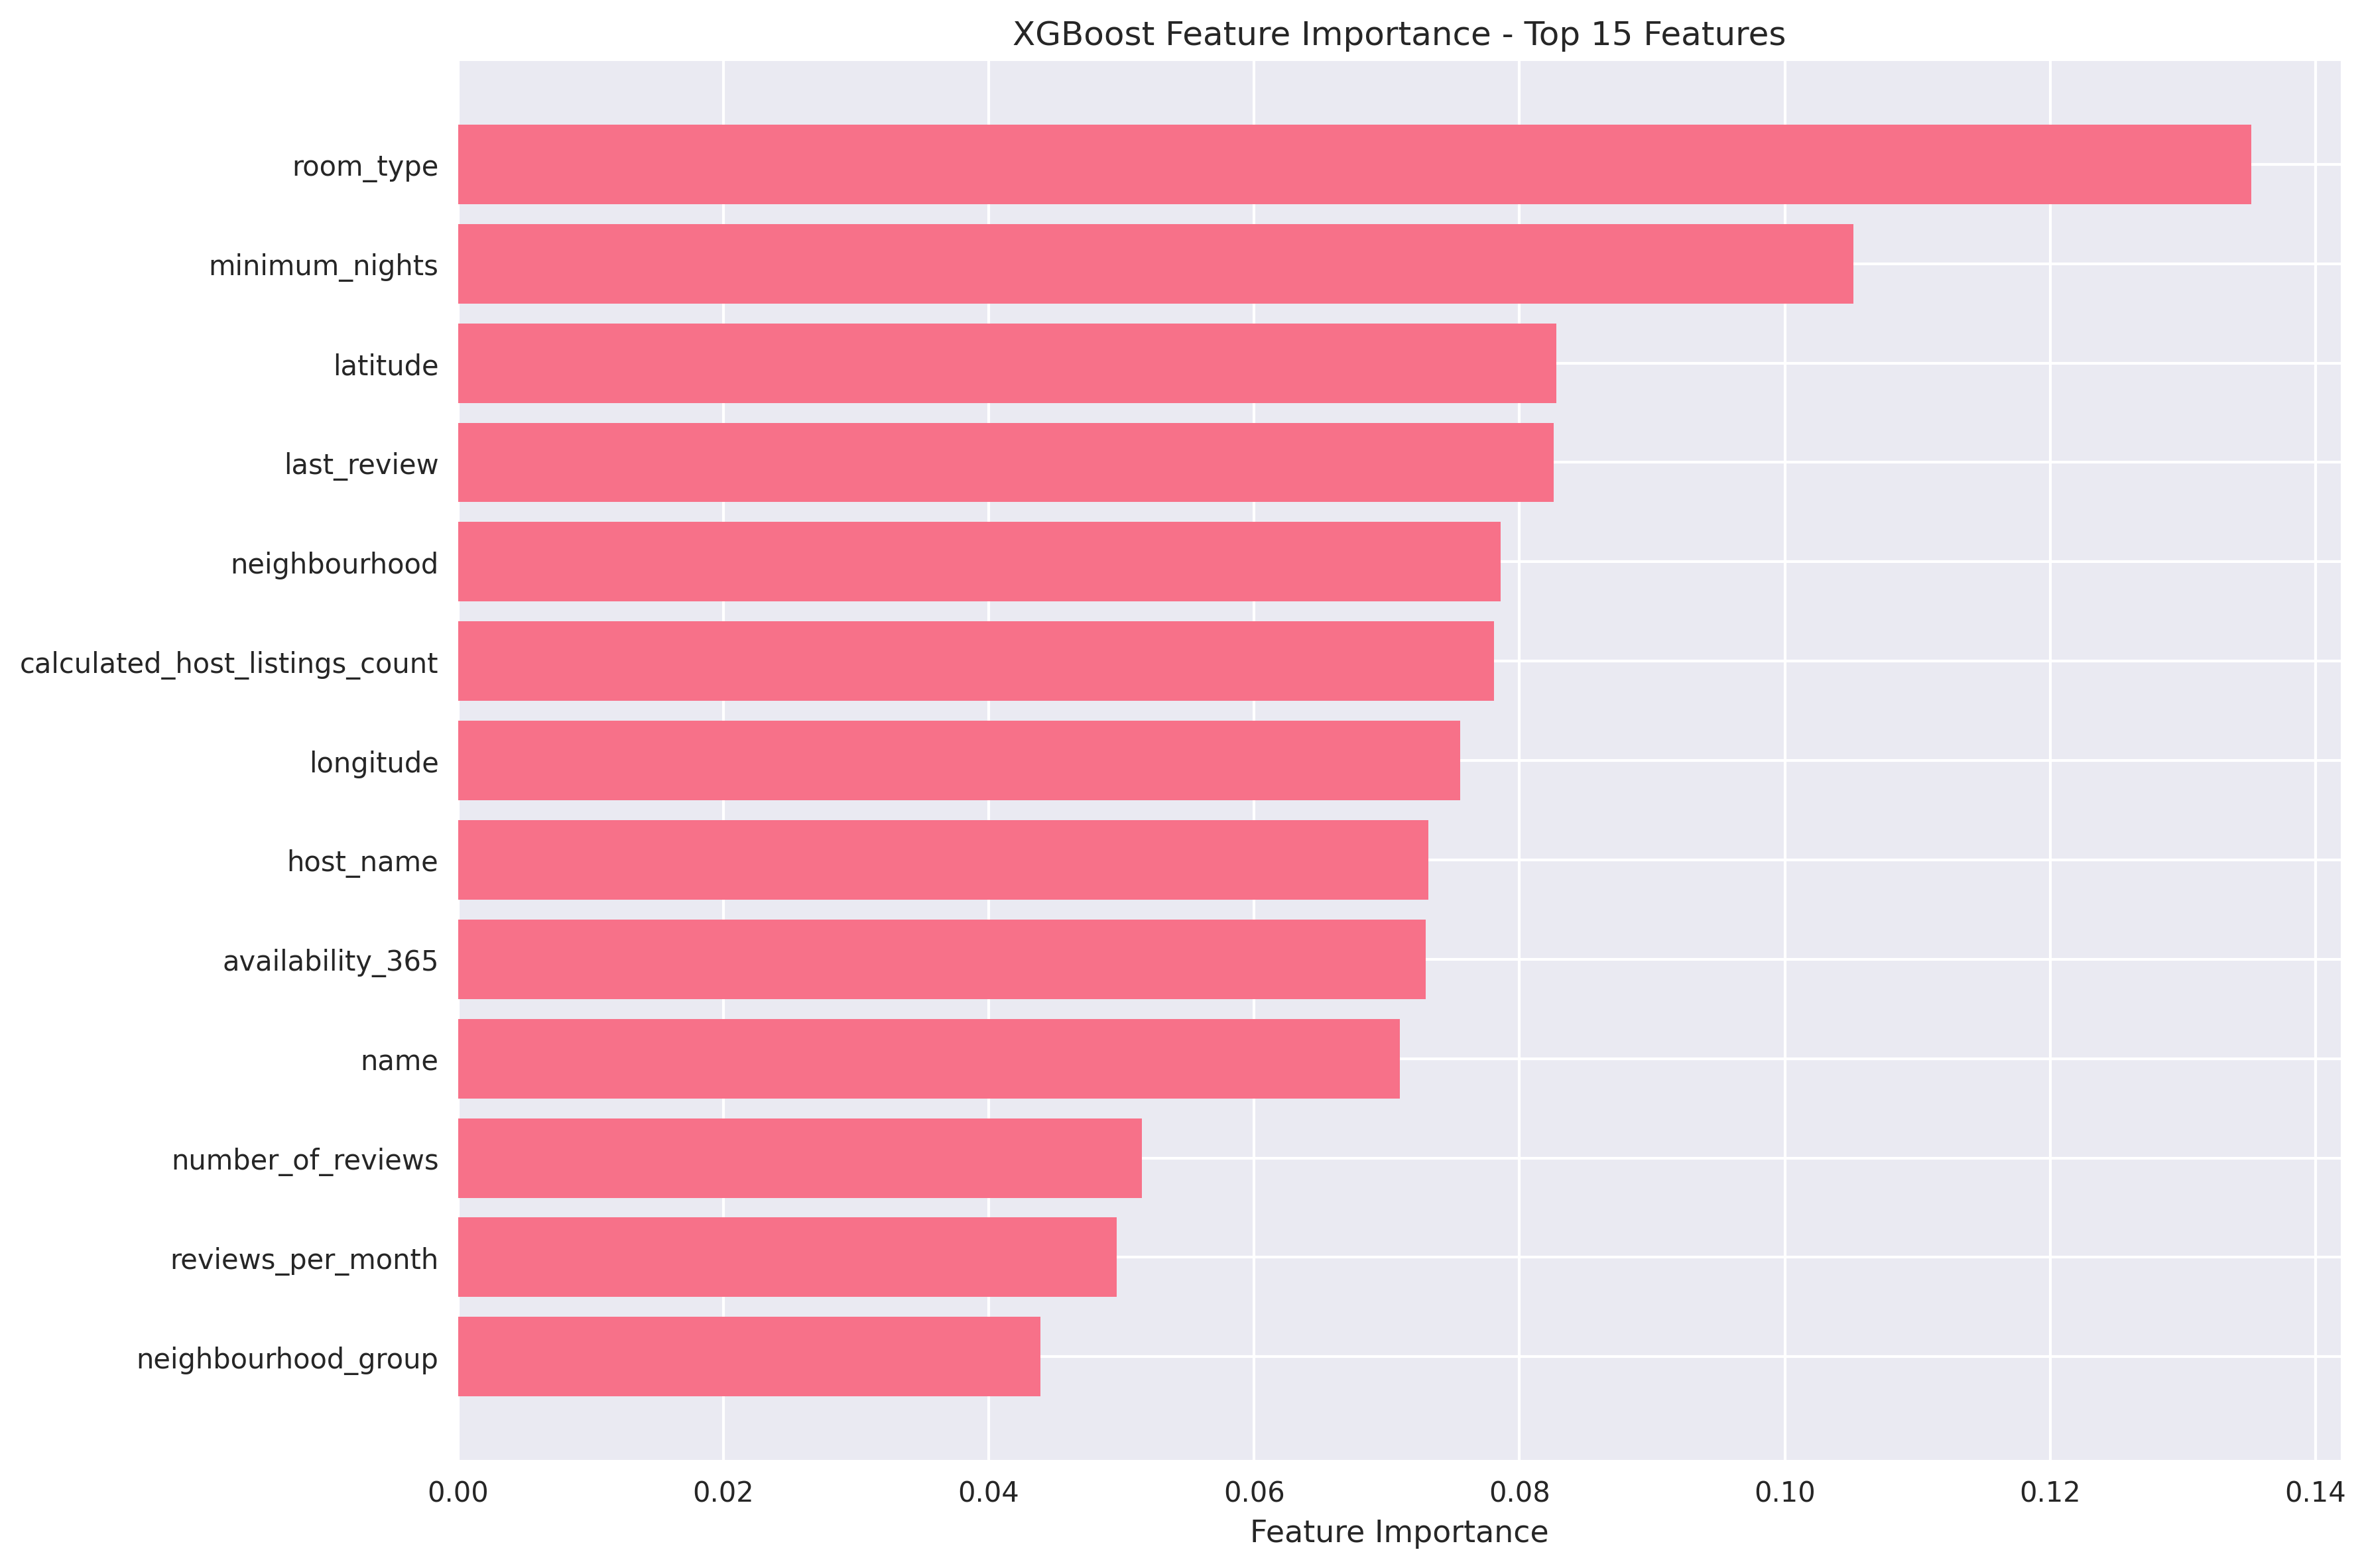 XGBoost Feature Importance - Top 15 Features
room_type
minimum_nights
latitude
last_review
neighbourhood
calculated_host_listings_count
longitude
host_name
availability_365
name
number_of_reviews
reviews_per_month
neighbourhood_group
0.00 0.02 0.04 0.06 0.08 0.10 0.12 0.14
Feature Importance